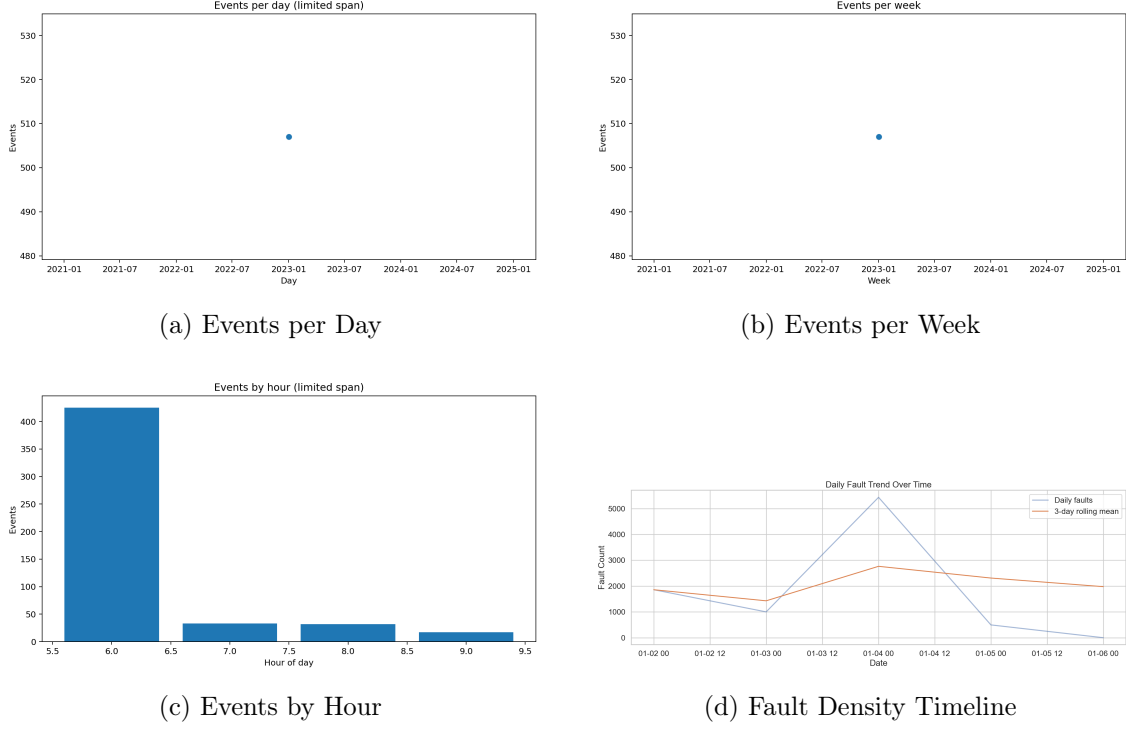 Events per day (limited span)
530
520
510
500
490
480
Events
2021-01 2021-07 2022-01 2022-07 2023-01 2023-07 2024-01 2024-07 2025-01
Day
(a) Events per Day
Events per week
530
520
510
500
490
480
Events
2021-01 2021-07 2022-01 2022-07 2023-01 2023-07 2024-01 2024-07 2025-01
Week
(b) Events per Week
Events by hour (limited span)
400
350
300
250
200
150
100
50
0
Events
5.5 6.0 6.5 7.0 7.5 8.0 8.5 9.0 9.5
Hour of day
(c) Events by Hour
Daily Fault Trend Over Time
Daily faults
3-day rolling mean
5000
4000
3000
2000
1000
0
Fault Count
01-02 00 01-02 12 01-03 00 01-03 12 01-04 00 01-04 12 01-05 00 01-05 12 01-06 00
Date
(d) Fault Density Timeline